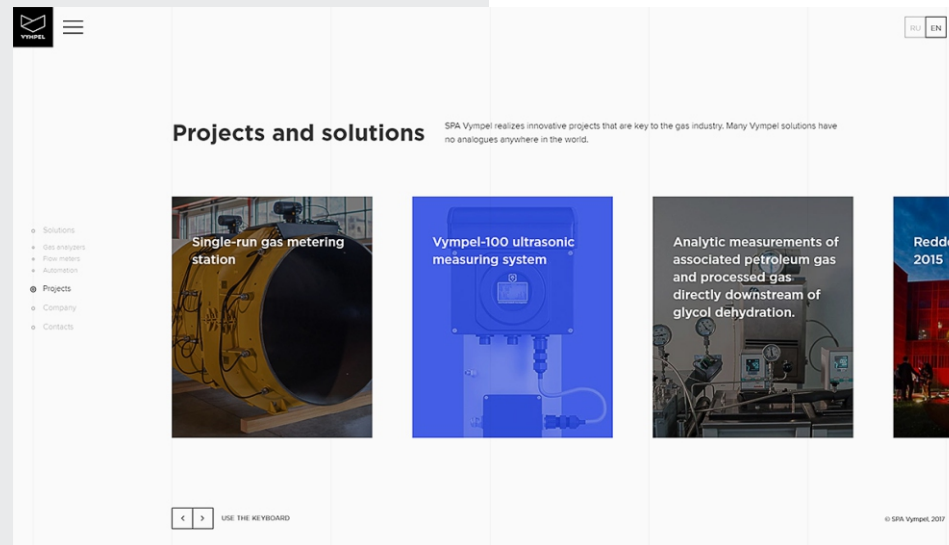 VYMPEL
RU EN
Projects and solutions
SPA Vympel realizes innovative projects that are key to the gas industry. Many Vympel solutions have
no analogues anywhere in the world.
Solutions
Gas analyzers
Flow meters
Automation
Projects
Company
Contacts
Single-run gas metering
station
Vympel-100 ultrasonic
measuring system
Analytic measurements of
associated petroleum gas
and processed gas
directly downstream of
glycol dehydration.
2015
USE THE KEYBOARD
© SPA Vympel, 2017